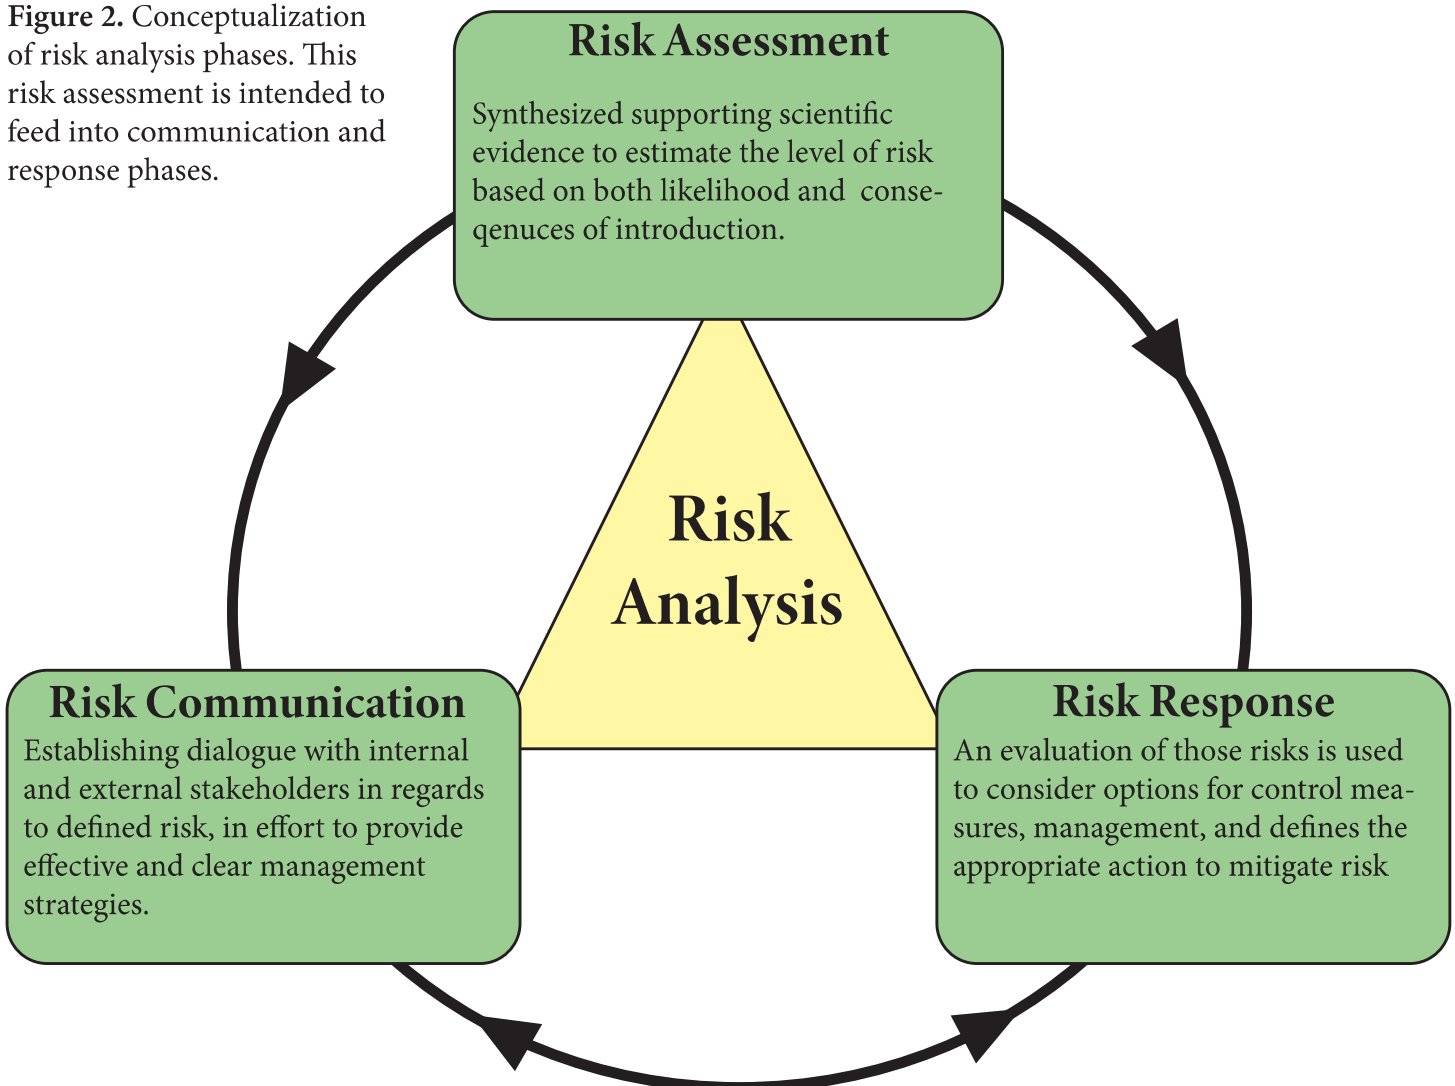 Figure 2. Conceptualization
of risk analysis phases. This
risk assessment is intended to
feed into communication and
response phases.
Risk Assessment
Synthesized supporting scientific
evidence to estimate the level of risk
based on both likelihood and  conse-
qenuces of introduction.
Risk
Analysis
Risk Communication
Establishing dialogue with internal
and external stakeholders in regards
to defined risk, in effort to provide
effective and clear management
strategies.
Risk Response
An evaluation of those risks is used
to consider options for control mea-
sures, management, and defines the
appropriate action to mitigate risk